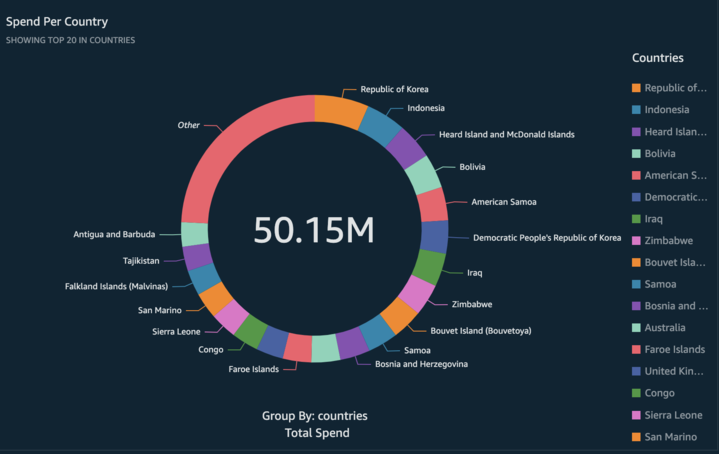 Spend Per Country
SHOWING TOP 20 IN COUNTRIES
Countries
Republic of Korea
Indonesia
Heard Island and McDonald Islands
Bolivia
American Samoa
Democratic People's Republic of Korea
Iraq
Zimbabwe
Bouvet Island (Bouvetoya)
Samoa
Bosnia and Herzegovina
Faroe Islands
Congo
Sierra Leone
San Marino
Falkland Islands (Malvinas)
Tajikistan
Antigua and Barbuda
Other
50.15M
Group By: countries
Total Spend
Republic of...
Indonesia
Heard Islan...
Bolivia
American S...
Democratic...
Iraq
Zimbabwe
Bouvet Isla...
Samoa
Bosnia and ...
Australia
Faroe Islands
United Kin...
Congo
Sierra Leone
San Marino